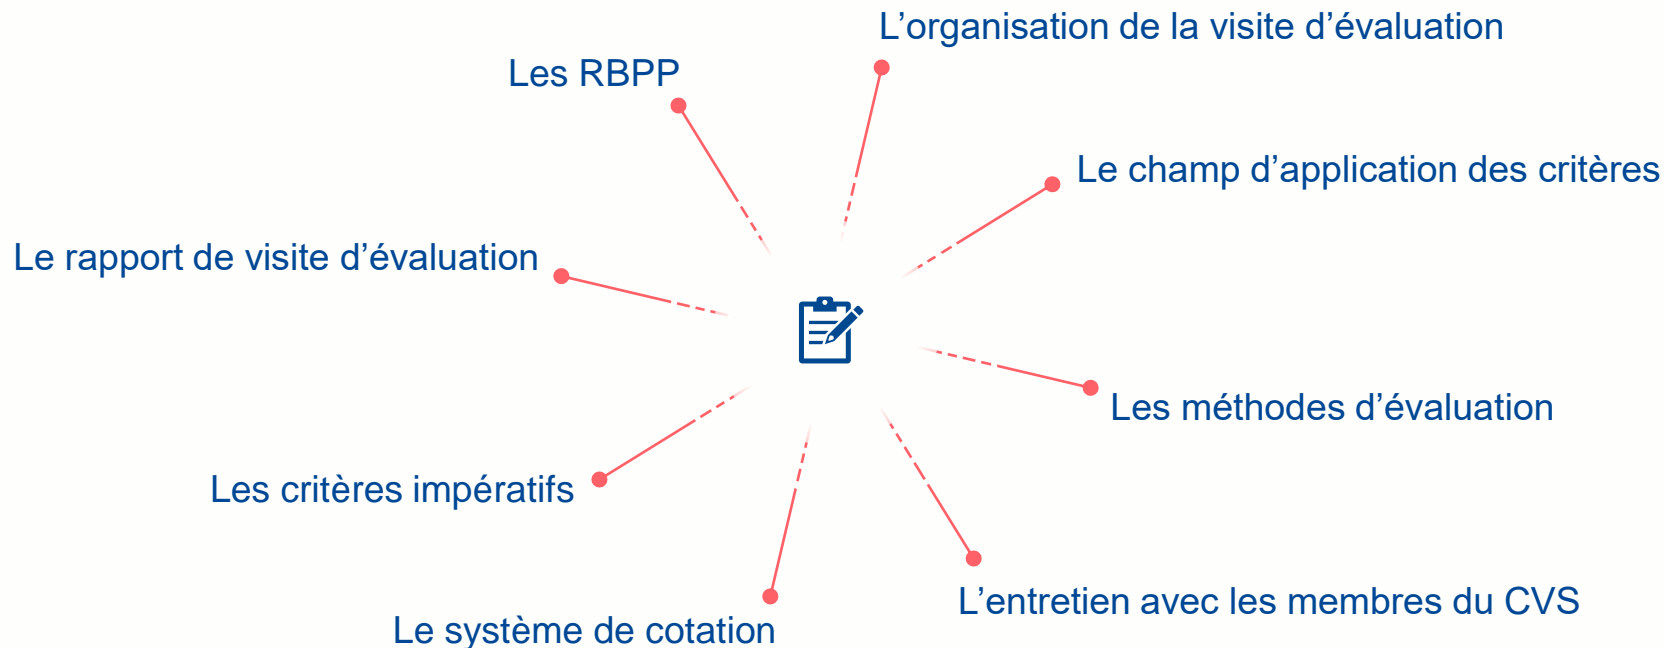 L’organisation de la visite d’évaluation
Les RBPP
Le champ d’application des critères
Le rapport de visite d’évaluation
Les méthodes d’évaluation
Les critères impératifs
L’entretien avec les membres du CVS
Le système de cotation